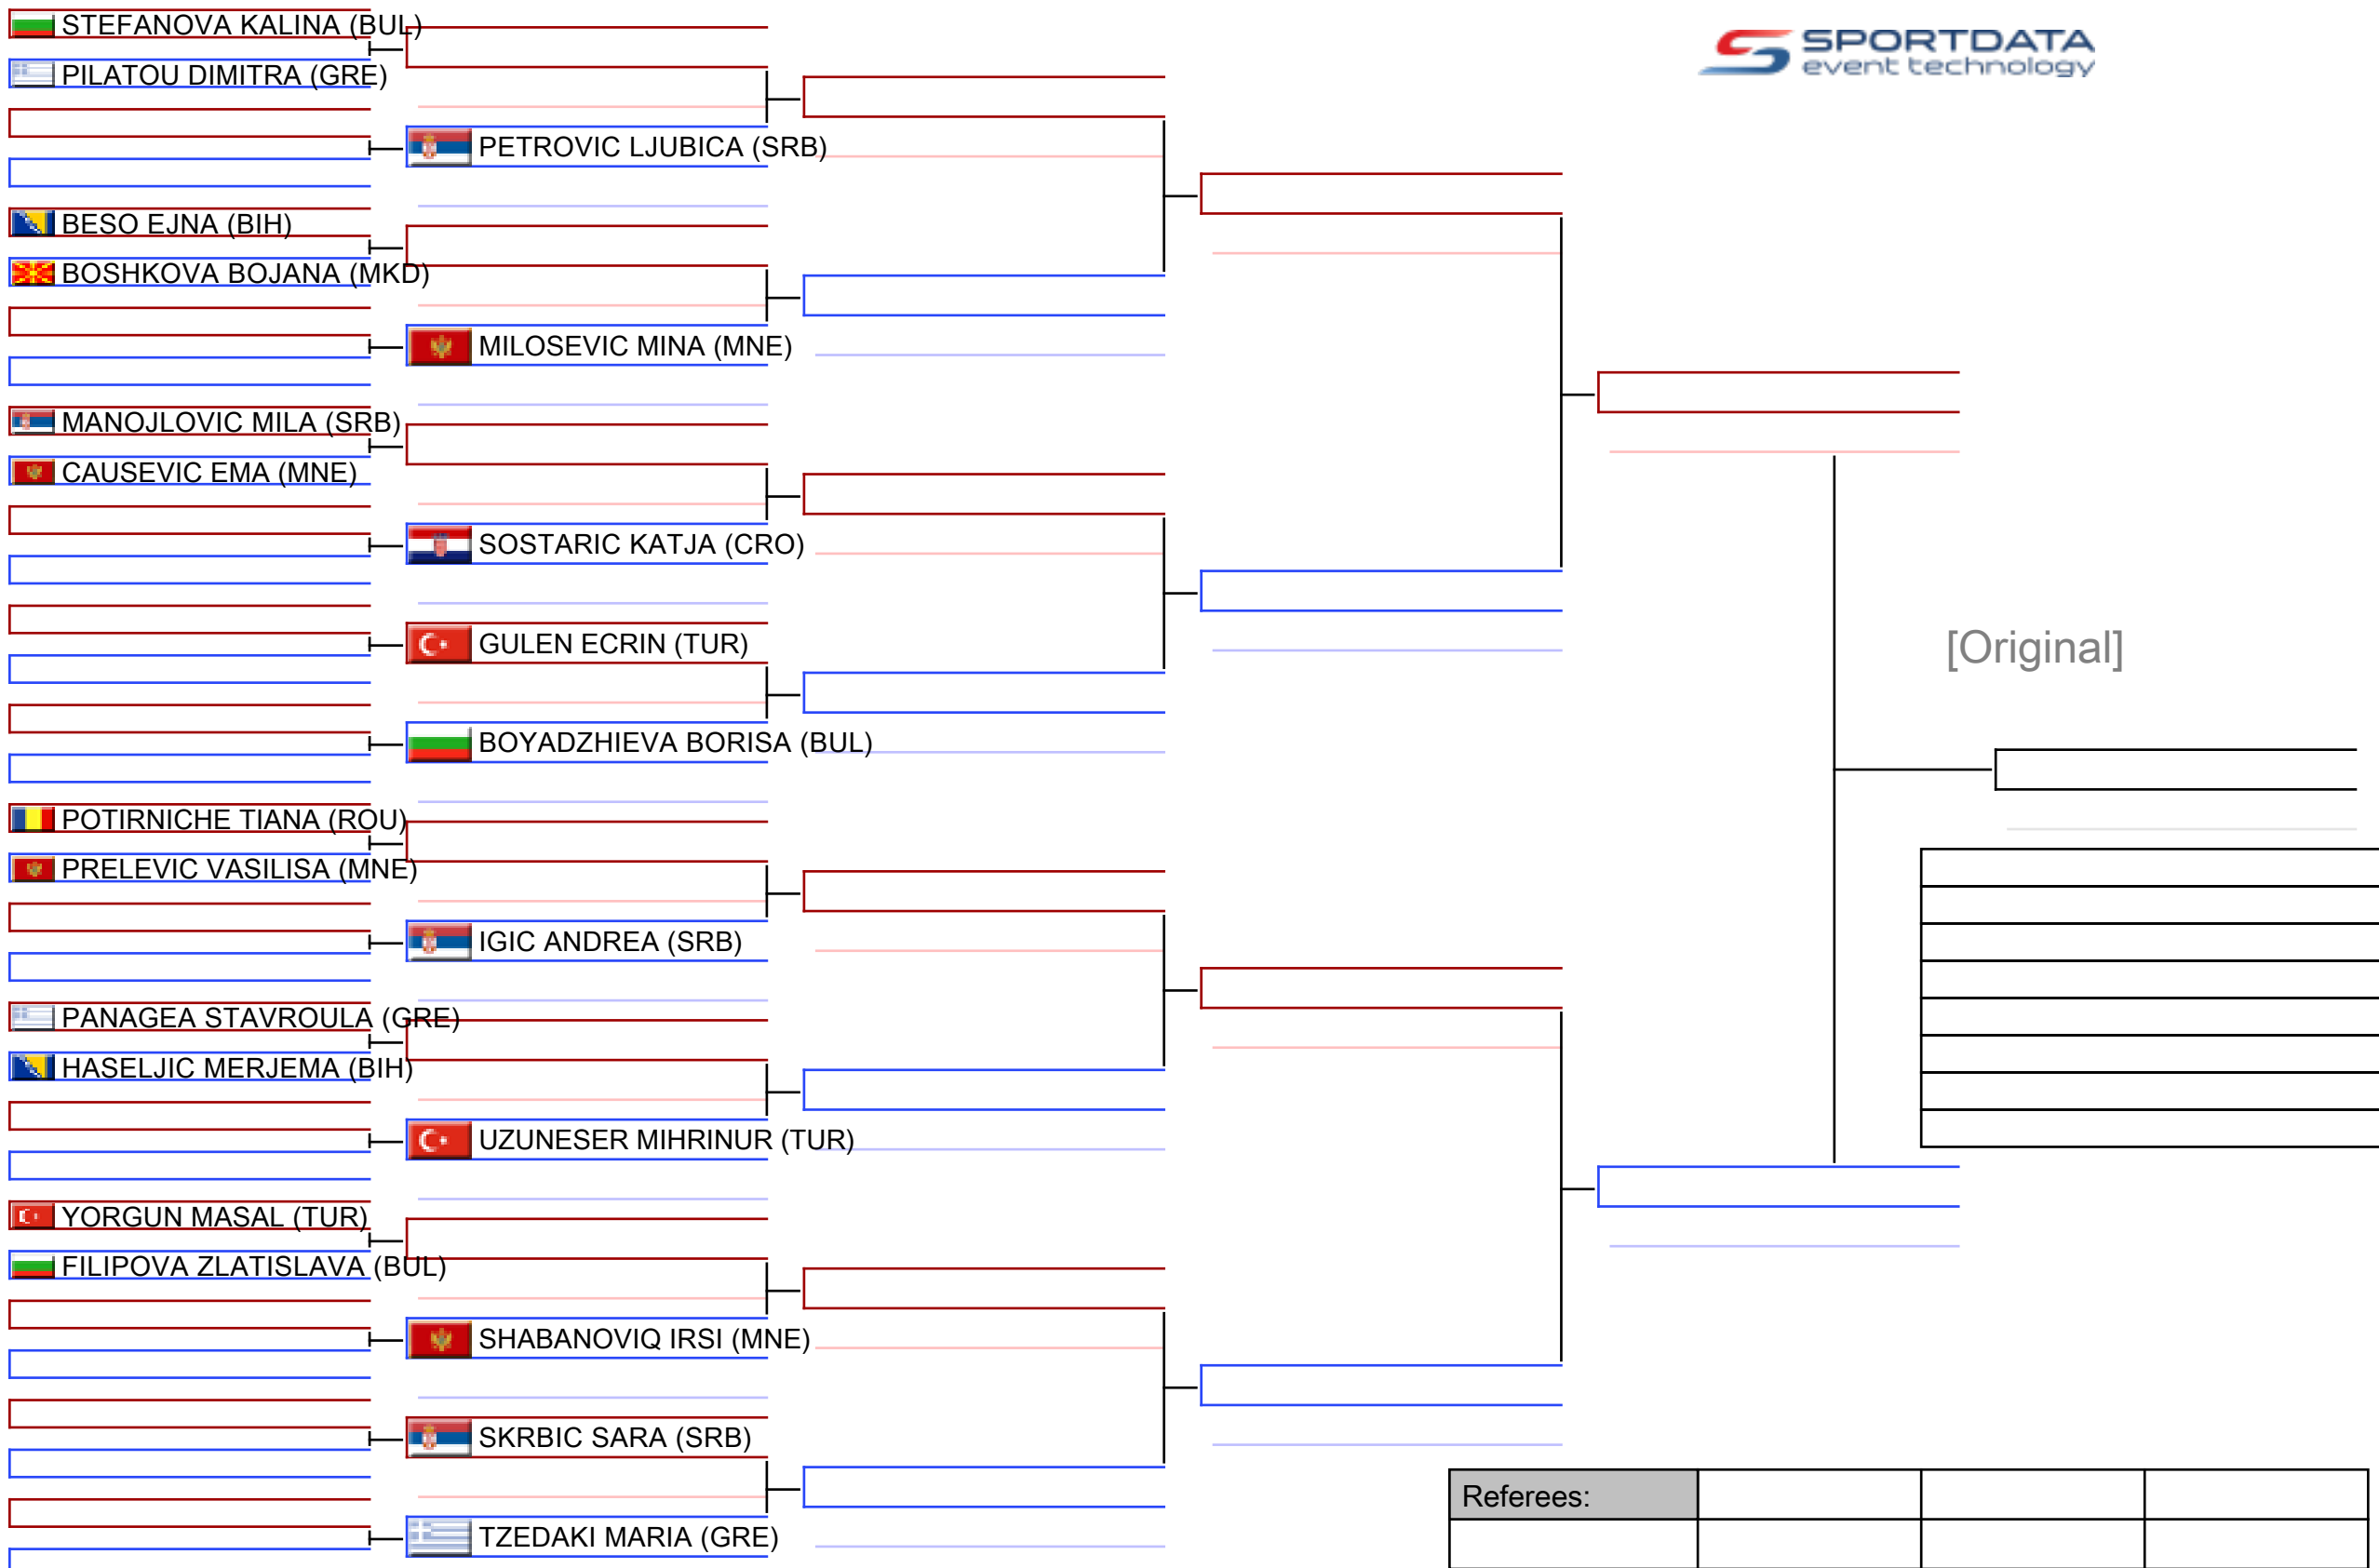 STEFANOVA KALINA (BUL)
PILATOU DIMITRA (GRE)
PETROVIC LJUBICA (SRB)
BESO EJNA (BIH)
BOSHKOVA BOJANA (MKD)
MILOSEVIC MINA (MNE)
MANOJLOVIC MILA (SRB)
CAUSEVIC EMA (MNE)
SOSTARIC KATJA (CRO)
GULEN ECRIN (TUR)
BOYADZHIEVA BORISA (BUL)
POTIRNICHE TIANA (ROU)
PRELEVIC VASILISA (MNE)
IGIC ANDREA (SRB)
PANAGEA STAVROULA (GRE)
HASELJIC MERJEMA (BIH)
UZUNESER MIHRINUR (TUR)
YORGUN MASAL (TUR)
FILIPOVA ZLATISLAVA (BUL)
SHABANOVIQ IRSI (MNE)
SKRBIC SARA (SRB)
TZEDAKI MARIA (GRE)
SPORTDATA
event technology
[Original]
Referees: